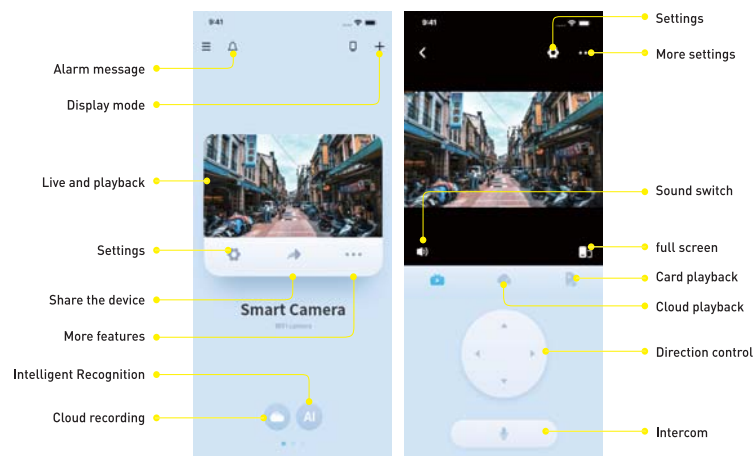 9:41
Alarm message
Display mode
Live and playback
Settings
Share the device
More features
Intelligent Recognition
Cloud recording
Smart Camera
WIFI camera
AI
9:41
Settings
More settings
Sound switch
full screen
Card playback
Cloud playback
Direction control
Intercom